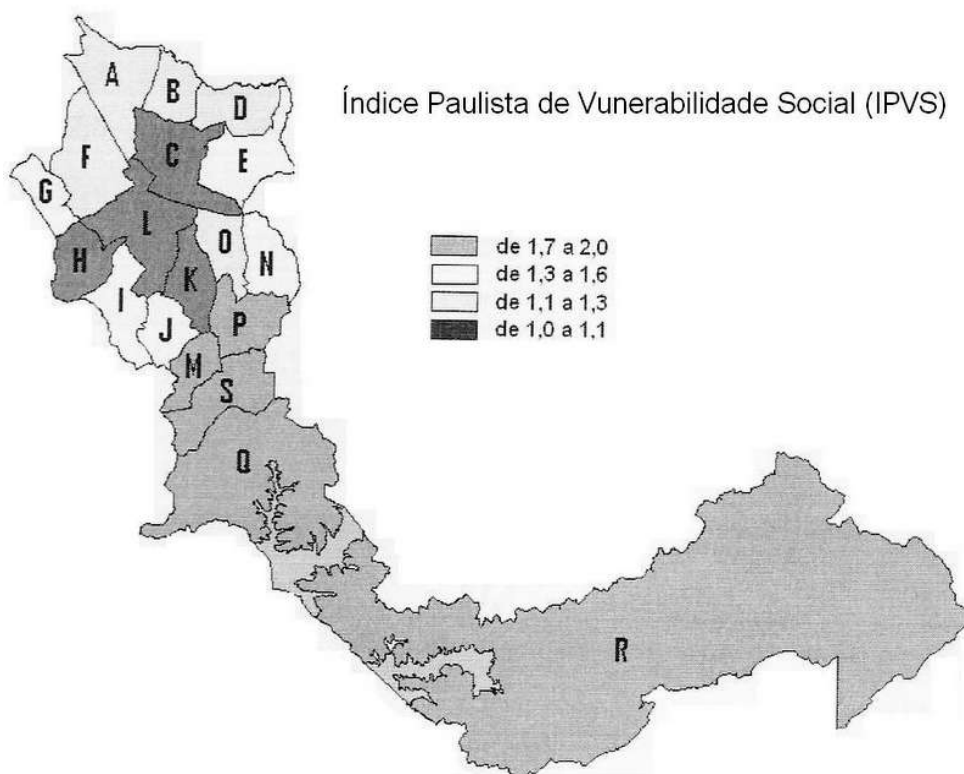 Índice Paulista de Vunerabilidade Social (IPVS)
A
B
D
C
E
F
G
L
H
O
N
K
I
J
P
M
S
Q
R
de 1,7 a 2,0
de 1,3 a 1,6
de 1,1 a 1,3
de 1,0 a 1,1